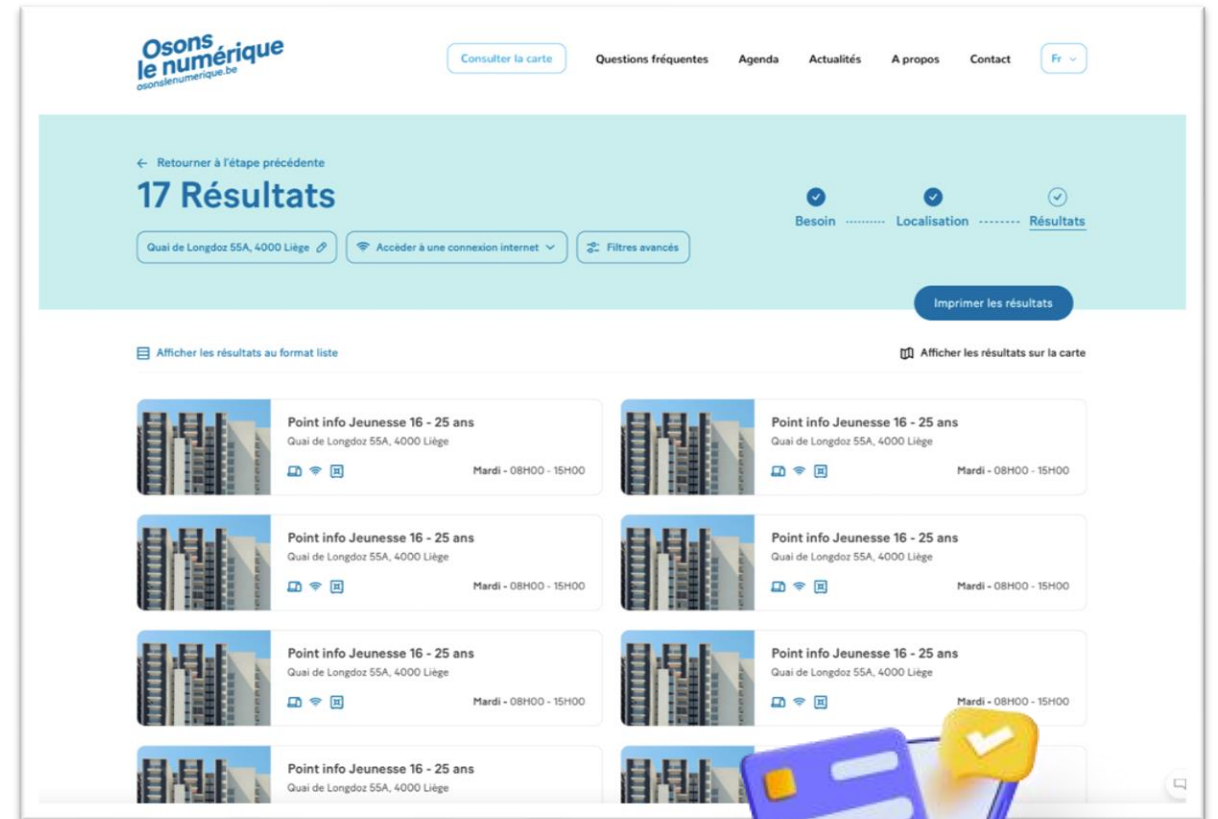 Osons
le numérique
osonslenumerique.be
Consulter la carte
Questions fréquentes
Agenda
Actualités
A propos
Contact
Fr
← Retourner à l'étape précédente
17 Résultats
Besoin
Localisation
Résultats
Quai de Longdoz 55A, 4000 Liège
Accèder à une connexion internet
Filtres avancés
Imprimer les résultats
Afficher les résultats au format liste
Afficher les résultats sur la carte
Point info Jeunesse 16 - 25 ans
Quai de Longdoz 55A, 4000 Liège
Mardi - 08H00 - 15H00
Point info Jeunesse 16 - 25 ans
Quai de Longdoz 55A, 4000 Liège
Mardi - 08H00 - 15H00
Point info Jeunesse 16 - 25 ans
Quai de Longdoz 55A, 4000 Liège
Mardi - 08H00 - 15H00
Point info Jeunesse 16 - 25 ans
Quai de Longdoz 55A, 4000 Liège
Mardi - 08H00 - 15H00
Point info Jeunesse 16 - 25 ans
Quai de Longdoz 55A, 4000 Liège
Mardi - 08H00 - 15H00
Point info Jeunesse 16 - 25 ans
Quai de Longdoz 55A, 4000 Liège
Mardi - 08H00 - 15H00
Point info Jeunesse 16 - 25 ans
Quai de Longdoz 55A, 4000 Liège